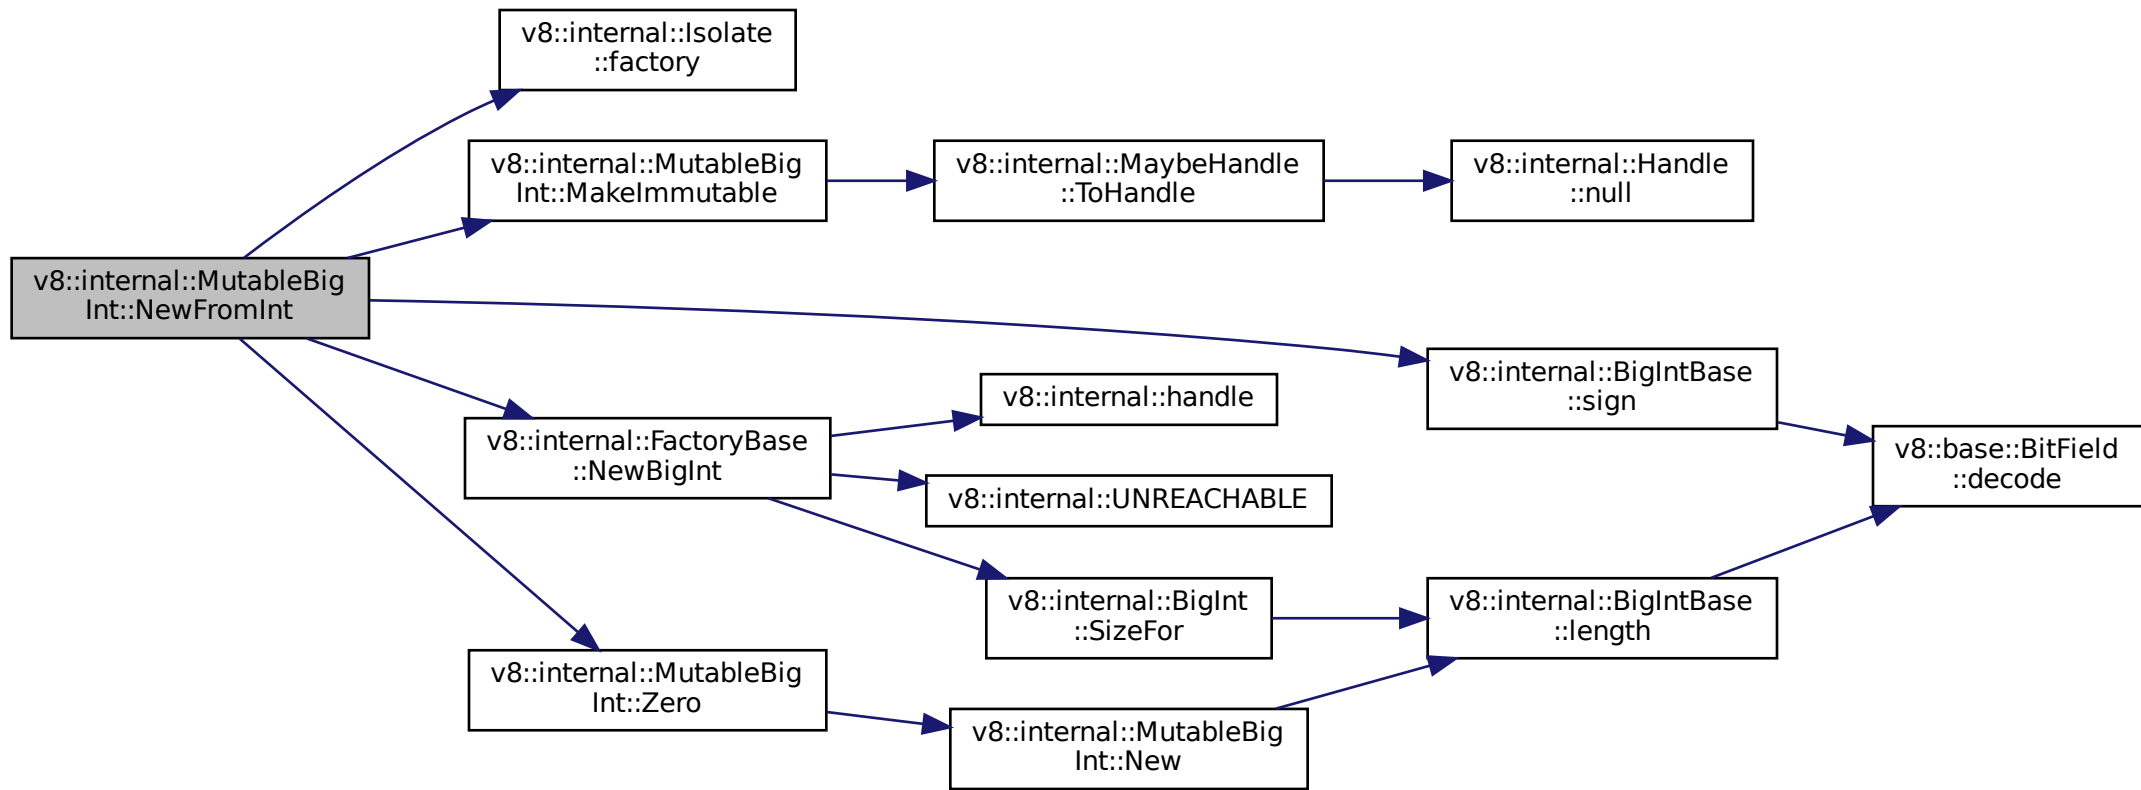 v8::internal::Isolate
::factory
v8::internal::MutableBig
Int::MakeImmutable
v8::internal::MaybeHandle
::ToHandle
v8::internal::Handle
::null
v8::internal::MutableBig
Int::NewFromInt
v8::internal::BigIntBase
::sign
v8::internal::handle
v8::internal::FactoryBase
::NewBigInt
v8::base::BitField
::decode
v8::internal::UNREACHABLE
v8::internal::BigInt
::SizeFor
v8::internal::BigIntBase
::length
v8::internal::MutableBig
Int::Zero
v8::internal::MutableBig
Int::New